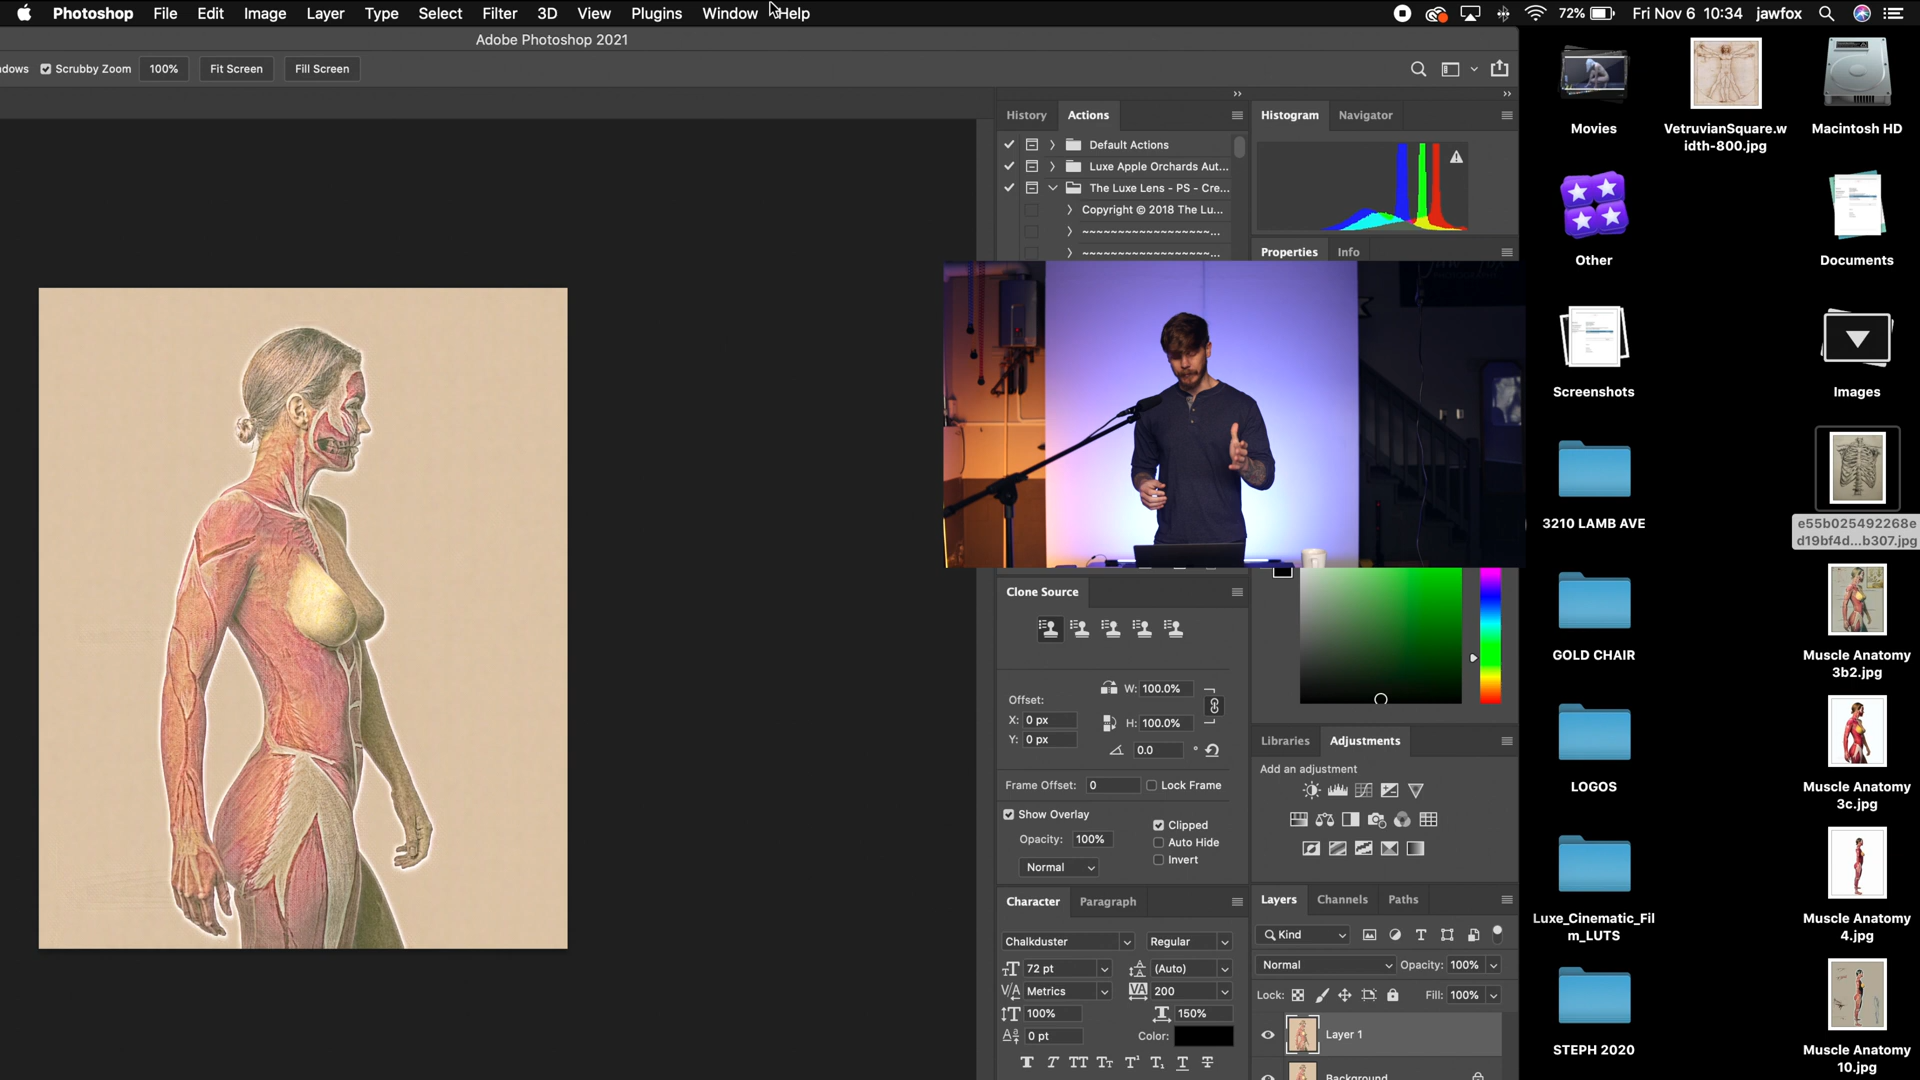 Photoshop File Edit Image Layer Type Select Filter 3D View Plugins Window Help
72% Fri Nov 6 10:34 jawfox
Adobe Photoshop 2021
dows Scrubby Zoom 100% Fit Screen Fill Screen
History Actions
Default Actions
Luxe Apple Orchards Aut...
The Luxe Lens - PS - Cre...
Copyright © 2018 The Lu...
~~~~~~~~~~~~~~~~~~...
~~~~~~~~~~~~~~~~~~...
Histogram Navigator
Properties Info
Clone Source
Offset:
X: 0 px
Y: 0 px
W: 100.0%
H: 100.0%
0.0 °
Frame Offset: 0 Lock Frame
Show Overlay
Opacity: 100%
Normal
Clipped
Auto Hide
Invert
Character Paragraph
Chalkduster Regular
72 pt (Auto)
Metrics 200
100% 150%
0 pt Color:
Libraries Adjustments
Add an adjustment
Layers Channels Paths
Kind
Normal Opacity: 100%
Lock: Fill: 100%
Layer 1
Background
Movies
VetruvianSquare.w
idth-800.jpg
Macintosh HD
Other
Documents
Screenshots
Images
3210 LAMB AVE
e55b025492268e
d19bf4d...b307.jpg
GOLD CHAIR
Muscle Anatomy
3b2.jpg
LOGOS
Muscle Anatomy
3c.jpg
Luxe_Cinematic_Fil
m_LUTS
Muscle Anatomy
4.jpg
STEPH 2020
Muscle Anatomy
10.jpg